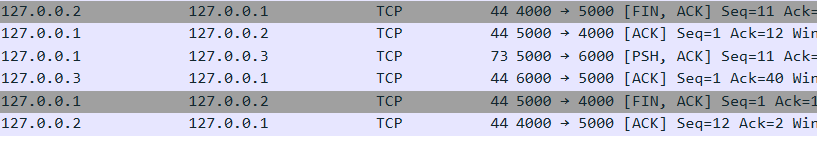 127.0.0.2 127.0.0.1 TCP 44 4000 → 5000 [FIN, ACK] Seq=11 Ack=
127.0.0.1 127.0.0.2 TCP 44 5000 → 4000 [ACK] Seq=1 Ack=12 Win
127.0.0.1 127.0.0.3 TCP 73 5000 → 6000 [PSH, ACK] Seq=11 Ack=
127.0.0.3 127.0.0.1 TCP 44 6000 → 5000 [ACK] Seq=1 Ack=40 Win
127.0.0.1 127.0.0.2 TCP 44 5000 → 4000 [FIN, ACK] Seq=1 Ack=1
127.0.0.2 127.0.0.1 TCP 44 4000 → 5000 [ACK] Seq=12 Ack=2 Win